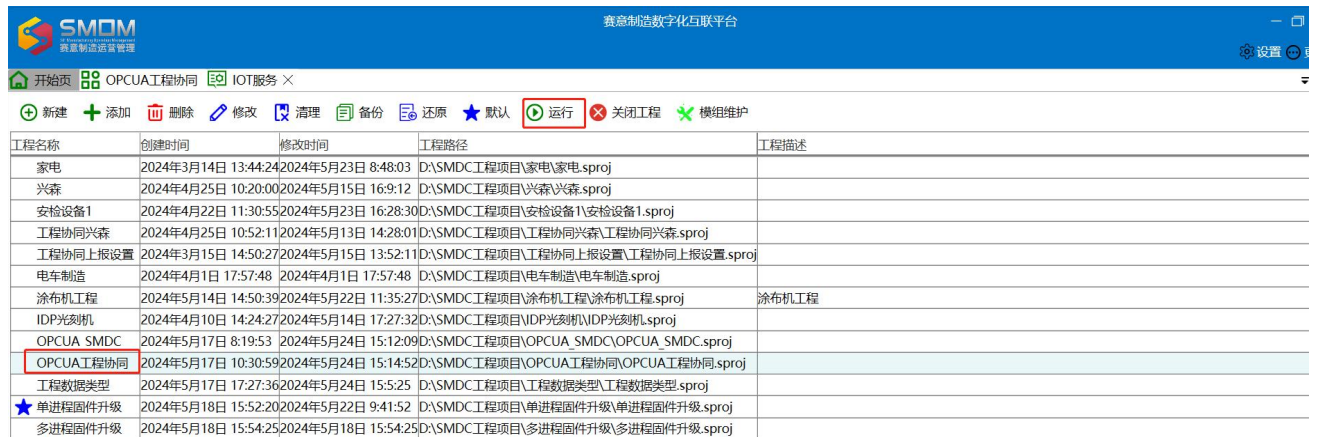 SMOM
赛意制造运营管理
赛意制造数字化互联平台
设置
开始页 OPCUA工程协同 IOT服务
新建 添加 删除 修改 清理 备份 还原 默认 运行 关闭工程 模组维护
工程名称 创建时间 修改时间 工程路径 工程描述
家电 2024年3月14日 13:44:24 2024年5月23日 8:48:03 D:\SMDC工程项目\家电\家电.sproj
兴森 2024年4月25日 10:20:00 2024年5月15日 16:9:12 D:\SMDC工程项目\兴森\兴森.sproj
安检设备1 2024年4月22日 11:30:55 2024年5月23日 16:28:30 D:\SMDC工程项目\安检设备1\安检设备1.sproj
工程协同兴森 2024年4月25日 10:52:11 2024年5月13日 14:28:01 D:\SMDC工程项目\工程协同兴森\工程协同兴森.sproj
工程协同上报设置 2024年3月15日 14:50:27 2024年5月15日 13:52:11 D:\SMDC工程项目\工程协同上报设置\工程协同上报设置.sproj
电车制造 2024年4月1日 17:57:48 2024年4月1日 17:57:48 D:\SMDC工程项目\电车制造\电车制造.sproj
涂布机工程 2024年5月14日 14:50:39 2024年5月22日 11:35:27 D:\SMDC工程项目\涂布机工程\涂布机工程.sproj 涂布机工程
IDP光刻机 2024年4月10日 14:24:27 2024年5月14日 17:27:32 D:\SMDC工程项目\IDP光刻机\IDP光刻机.sproj
OPCUA_SMDC 2024年5月17日 8:19:53 2024年5月24日 15:12:09 D:\SMDC工程项目\OPCUA_SMDC\OPCUA_SMDC.sproj
OPCUA工程协同 2024年5月17日 10:30:59 2024年5月24日 15:14:52 D:\SMDC工程项目\OPCUA工程协同\OPCUA工程协同.sproj
工程数据类型 2024年5月17日 17:27:36 2024年5月24日 15:5:25 D:\SMDC工程项目\工程数据类型\工程数据类型.sproj
单进程固件升级 2024年5月18日 15:52:20 2024年5月22日 9:41:52 D:\SMDC工程项目\单进程固件升级\单进程固件升级.sproj
多进程固件升级 2024年5月18日 15:54:25 2024年5月18日 15:54:25 D:\SMDC工程项目\多进程固件升级\多进程固件升级.sproj